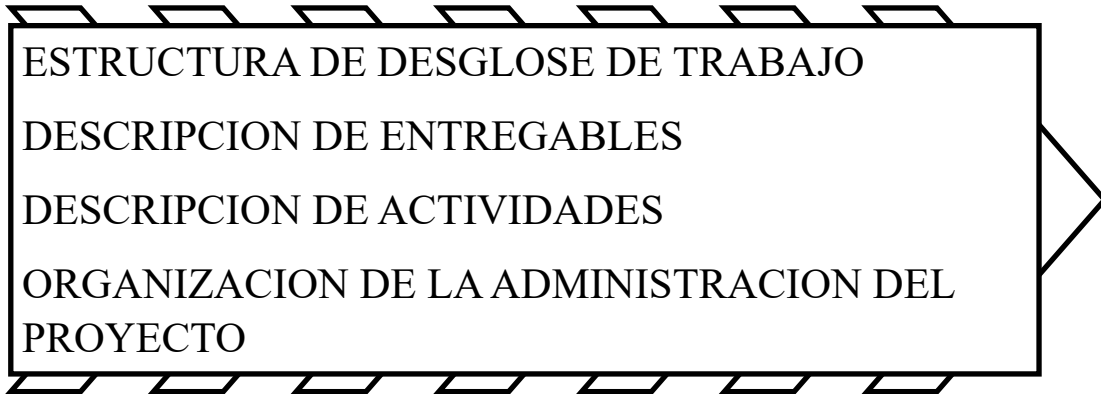 ESTRUCTURA DE DESGLOSE DE TRABAJO
DESCRIPCION DE ENTREGABLES
DESCRIPCION DE ACTIVIDADES
ORGANIZACION DE LA ADMINISTRACION DEL
PROYECTO